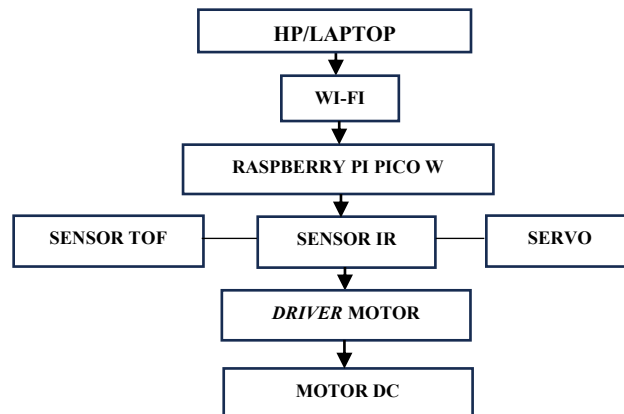 HP/LAPTOP
WI-FI
RASPBERRY PI PICO W
SENSOR TOF
SENSOR IR
SERVO
DRIVER MOTOR
MOTOR DC